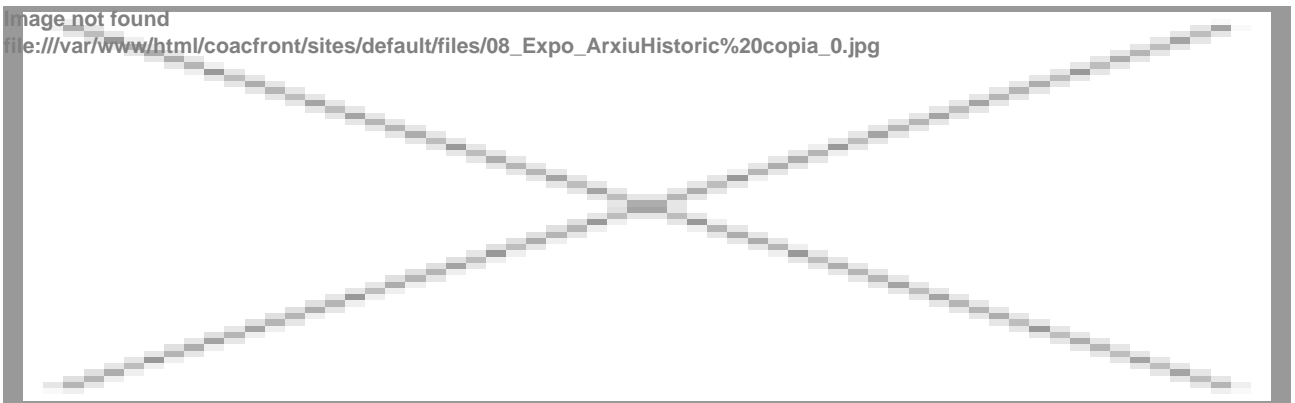 Image not found
file:///var/www/html/coacfront/sites/default/files/08_Expo_ArxiuHistoric%20copia_0.jpg